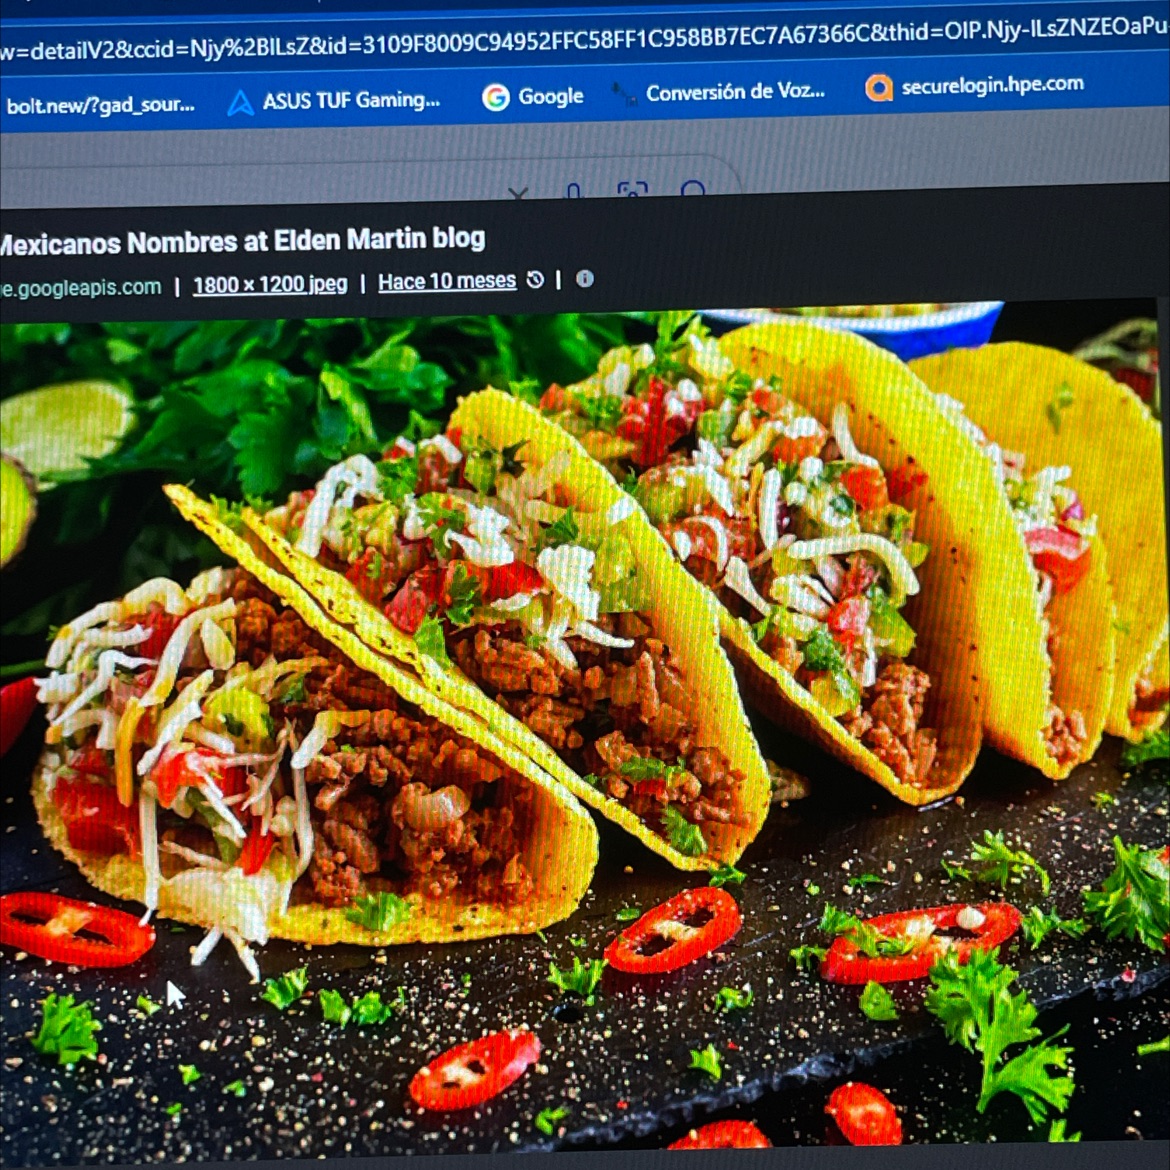 w=detailV2&ccid=Njy%2BILsZ&id=3109F8009C94952FFC58FF1C958BB7EC7A67366C&thid=OIP.Njy-ILsZNZEOaPu
bolt.new/?gad_sour... ASUS TUF Gaming... Google Conversión de Voz... securelogin.hpe.com
Mexicanos Nombres at Elden Martin blog
e.googleapis.com | 1800 × 1200 jpeg | Hace 10 meses |